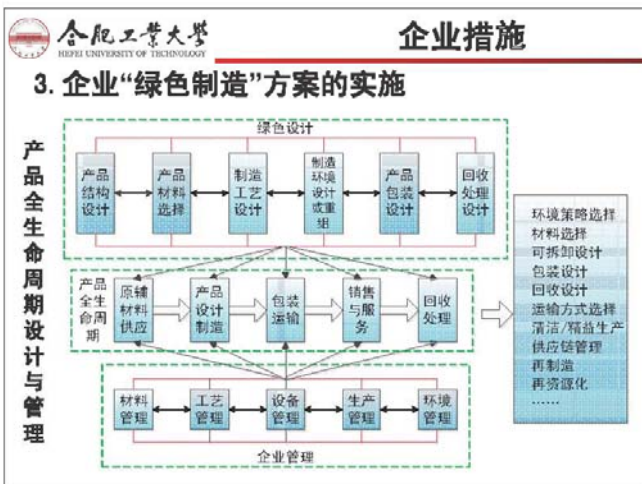 合肥工业大学
HEFEI UNIVERSITY OF TECHNOLOGY
企业措施
3. 企业“绿色制造”方案的实施
产品全生命周期设计与管理
绿色设计
产品
结构
设计
产品
材料
选择
制造
工艺
设计
制造
环境
设计
或重
组
产品
包装
设计
回收
处理
设计
产品
全生
命周
期
原辅
材料
供应
产品
设计
制造
包装
运输
销售
与服
务
回收
处理
材料
管理
工艺
管理
设备
管理
生产
管理
环境
管理
企业管理
环境策略选择
材料选择
可拆卸设计
包装设计
回收设计
运输方式选择
清洁/精益生产
供应链管理
再制造
再资源化
……